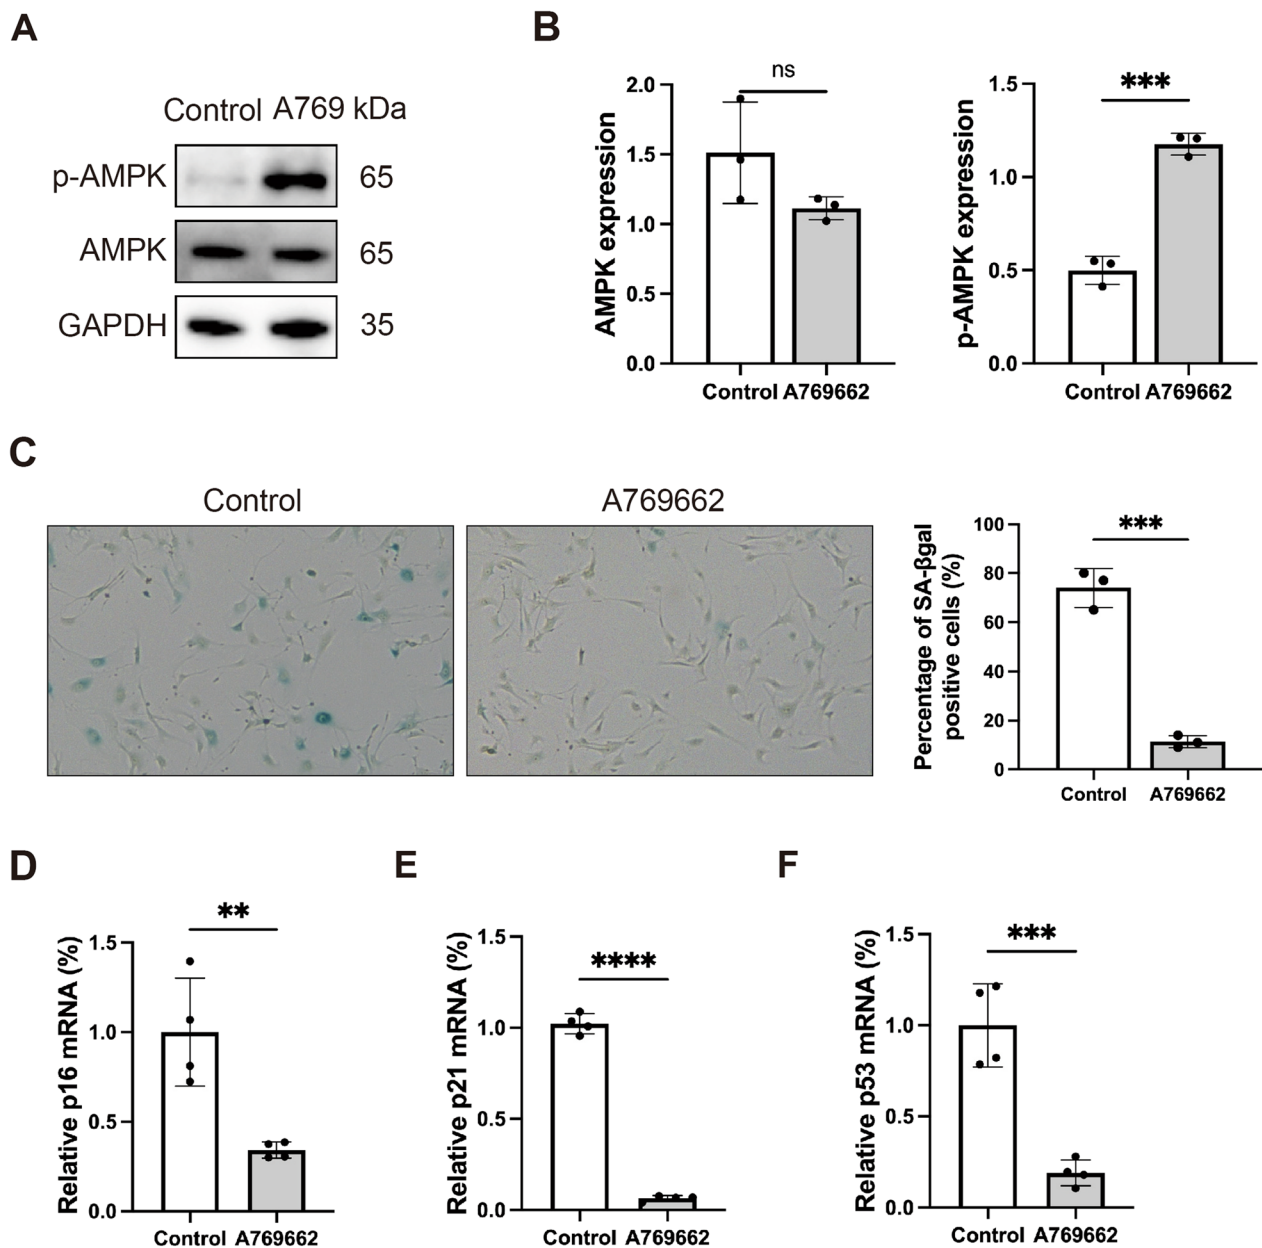 A
Control A769 kDa
p-AMPK 65
AMPK 65
GAPDH 35
B
AMPK expression
2.0
1.5
1.0
0.5
0.0
ns
Control A769662
p-AMPK expression
1.5
1.0
0.5
0.0
***
Control A769662
C
Control
A769662
Percentage of SA-βgal
positive cells (%)
100
80
60
40
20
0
***
Control A769662
D
Relative p16 mRNA (%)
1.5
1.0
0.5
0.0
**
Control A769662
E
Relative p21 mRNA (%)
1.5
1.0
0.5
0.0
****
Control A769662
F
Relative p53 mRNA (%)
1.5
1.0
0.5
0.0
***
Control A769662